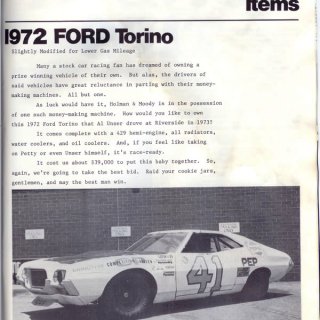 Items
1972 FORD Torino
Slightly Modified for Lower Gas Mileage
Many a stock car racing fan has dreamed of owning a
prize winning vehicle of their own. But alas, the drivers of
said vehicles have great reluctance in parting with their money-
making machines. All but one.
As luck would have it, Holman & Moody is in the possession
of one such money-making machine. How would you like to own
this 1972 Ford Torino that Al Unser drove at Riverside in 1973?
It comes complete with a 429 hemi-engine, all radiators,
water coolers, and oil coolers. And, if you feel like taking
on Petty or even Unser himself, it's race-ready.
It cost us about $39,000 to put this baby together. So,
again, we're going to take the best bid. Raid your cookie jars,
gentlemen, and may the best man win.
41
PEP